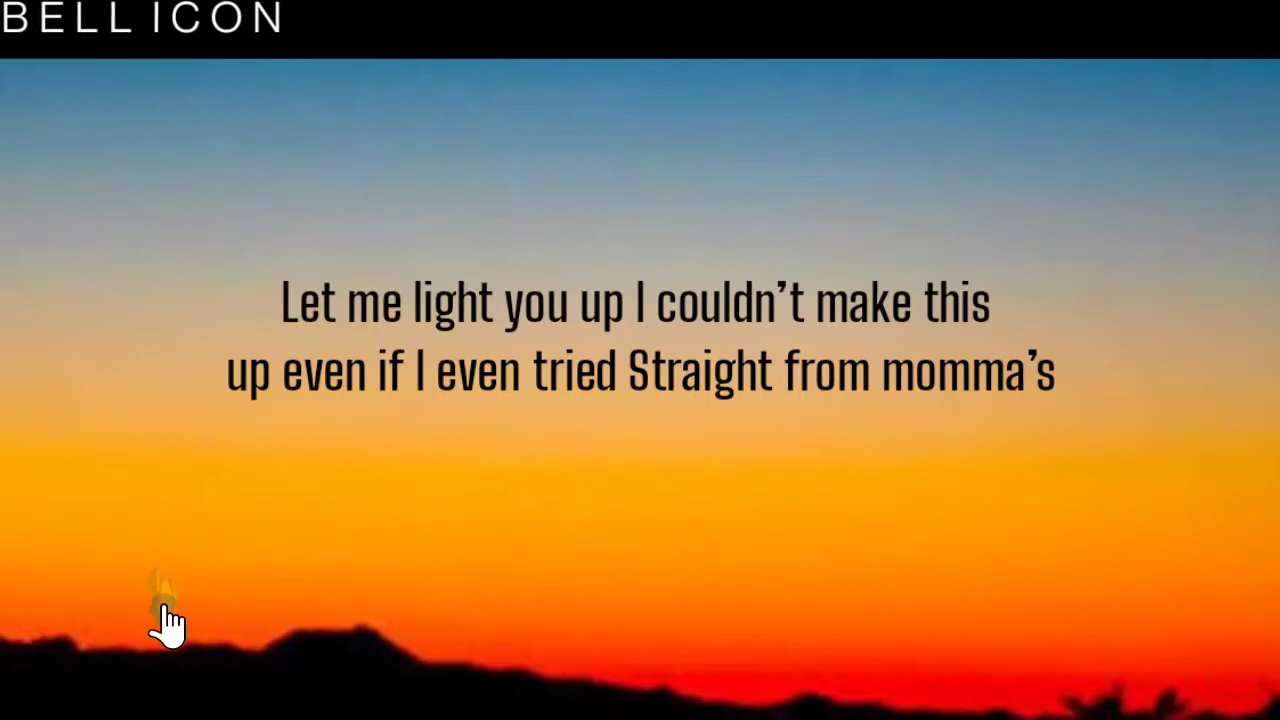 BELL ICON
Let me light you up I couldn’t make this
up even if I even tried Straight from momma’s